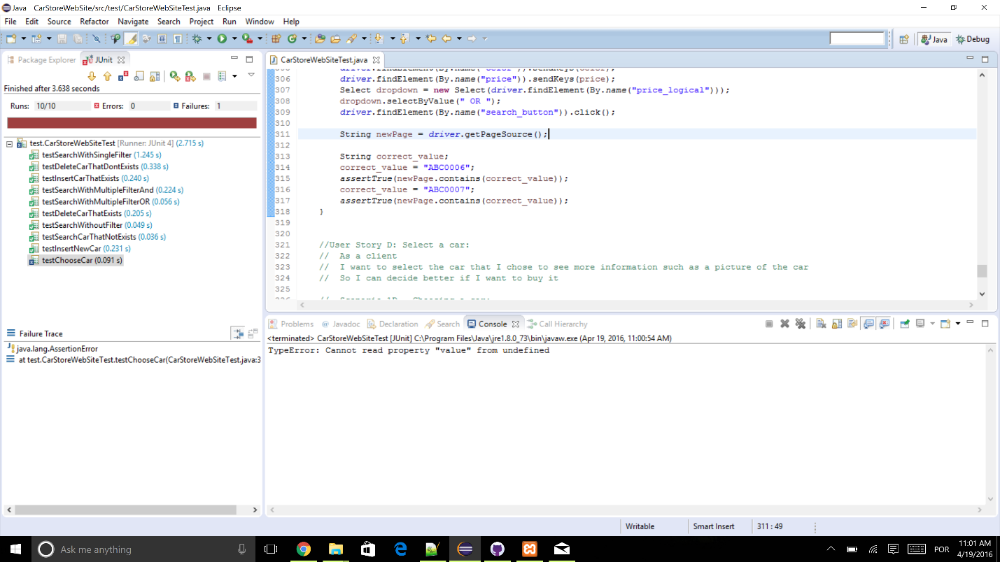 Java    CarStoreWebSite/src/test/CarStoreWebSiteTest.java    Eclipse
File Edit Source Refactor Navigate Search Project Run Window Help
Java Debug
Package Explorer JUnit
Finished after 3.638 seconds
Runs: 10/10 Errors: 0 Failures: 1
test.CarStoreWebSiteTest [Runner: JUnit 4] (2.715 s)
testSearchWithSingleFilter (1.245 s)
testDeleteCarThatDontExists (0.338 s)
testInsertCarThatExists (0.240 s)
testSearchWithMultipleFilterAnd (0.224 s)
testSearchWithMultipleFilterOR (0.056 s)
testDeleteCarThatExists (0.205 s)
testSearchWithoutFilter (0.049 s)
testSearchCarThatNotExists (0.036 s)
testInsertNewCar (0.231 s)
testChooseCar (0.091 s)
Failure Trace
java.lang.AssertionError
at test.CarStoreWebSiteTest.testChooseCar(CarStoreWebSiteTest.java:3
CarStoreWebSiteTest.java
305 driver.findElement(By.name("color")).sendKeys(color);
306 driver.findElement(By.name("price")).sendKeys(price);
307 Select dropdown = new Select(driver.findElement(By.name("price_logical")));
308 dropdown.selectByValue(" OR ");
309 driver.findElement(By.name("search_button")).click();
310
311 String newPage = driver.getPageSource();
312
313 String correct_value;
314 correct_value = "ABC0006";
315 assertTrue(newPage.contains(correct_value));
316 correct_value = "ABC0007";
317 assertTrue(newPage.contains(correct_value));
318 }
319
320
321 //User Story D: Select a car:
322 //  As a client
323 //  I want to select the car that I chose to see more information such as a picture of the car
324 //  So I can decide better if I want to buy it
325
Problems @ Javadoc Declaration Search Console Call Hierarchy
<terminated> CarStoreWebSiteTest [JUnit] C:\Program Files\Java\jre1.8.0_73\bin\javaw.exe (Apr 19, 2016, 11:00:54 AM)
TypeError: Cannot read property "value" from undefined
Writable Smart Insert 311 : 49
Ask me anything
POR
11:01 AM
4/19/2016